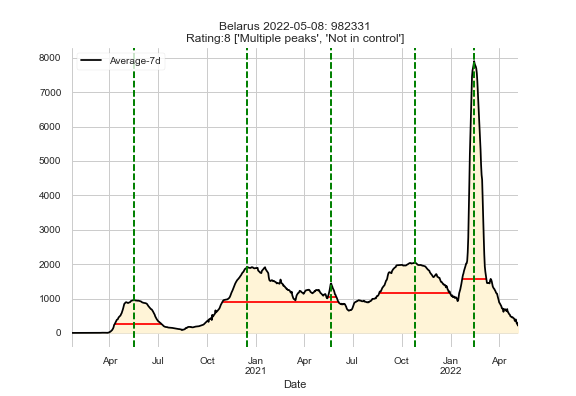 Belarus 2022-05-08: 982331
Rating:8 ['Multiple peaks', 'Not in control']
Average-7d
8000
7000
6000
5000
4000
3000
2000
1000
0
Apr Jul Oct Jan Apr Jul Oct Jan Apr
2021 2022
Date